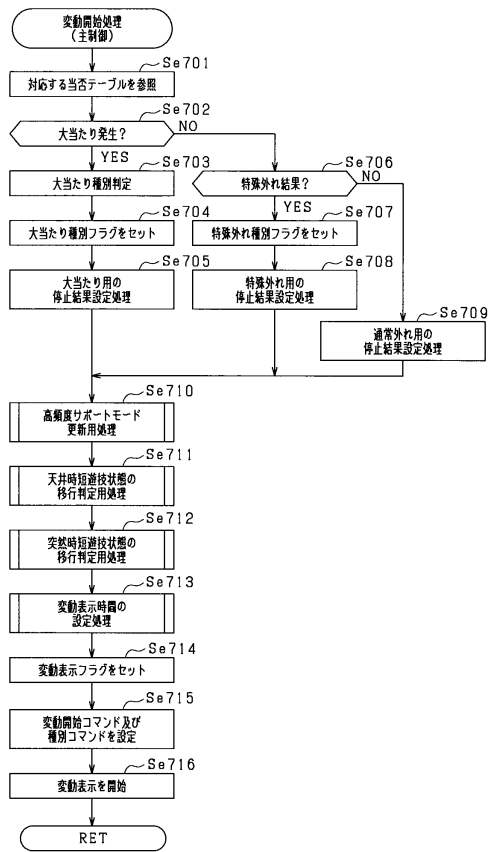 変動開始処理
(主制御)
Se701
対応する当否テーブルを参照
Se702
大当たり発生?
NO
YES
Se703
大当たり種別判定
Se706
特殊外れ結果?
NO
YES
Se704
大当たり種別フラグをセット
Se707
特殊外れ種別フラグをセット
Se705
大当たり用の
停止結果設定処理
Se708
特殊外れ用の
停止結果設定処理
Se709
通常外れ用の
停止結果設定処理
Se710
高頻度サポートモード
更新用処理
Se711
天井時短遊技状態の
移行判定用処理
Se712
突然時短遊技状態の
移行判定用処理
Se713
変動表示時間の
設定処理
Se714
変動表示フラグをセット
Se715
変動開始コマンド及び
種別コマンドを設定
Se716
変動表示を開始
RET